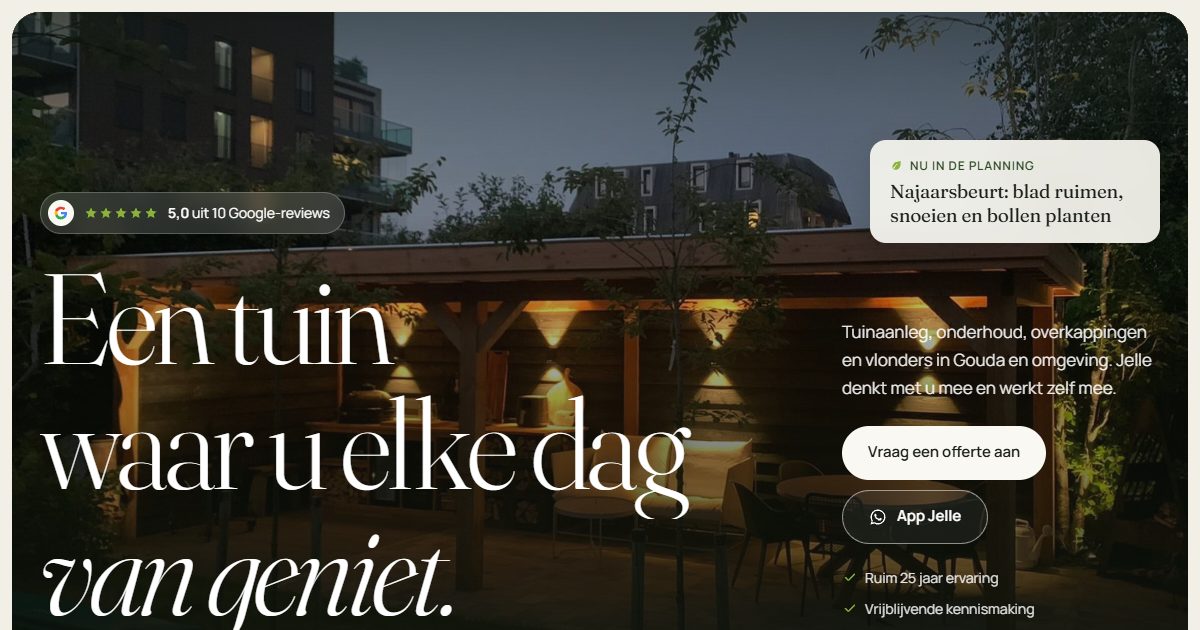 NU IN DE PLANNING
Najaarsbeurt: blad ruimen,
snoeien en bollen planten
5,0 uit 10 Google-reviews
Een tuin
waar u elke dag
van geniet.
Tuinaanleg, onderhoud, overkappingen
en vlonders in Gouda en omgeving. Jelle
denkt met u mee en werkt zelf mee.
Vraag een offerte aan
App Jelle
Ruim 25 jaar ervaring
Vrijblijvende kennismaking